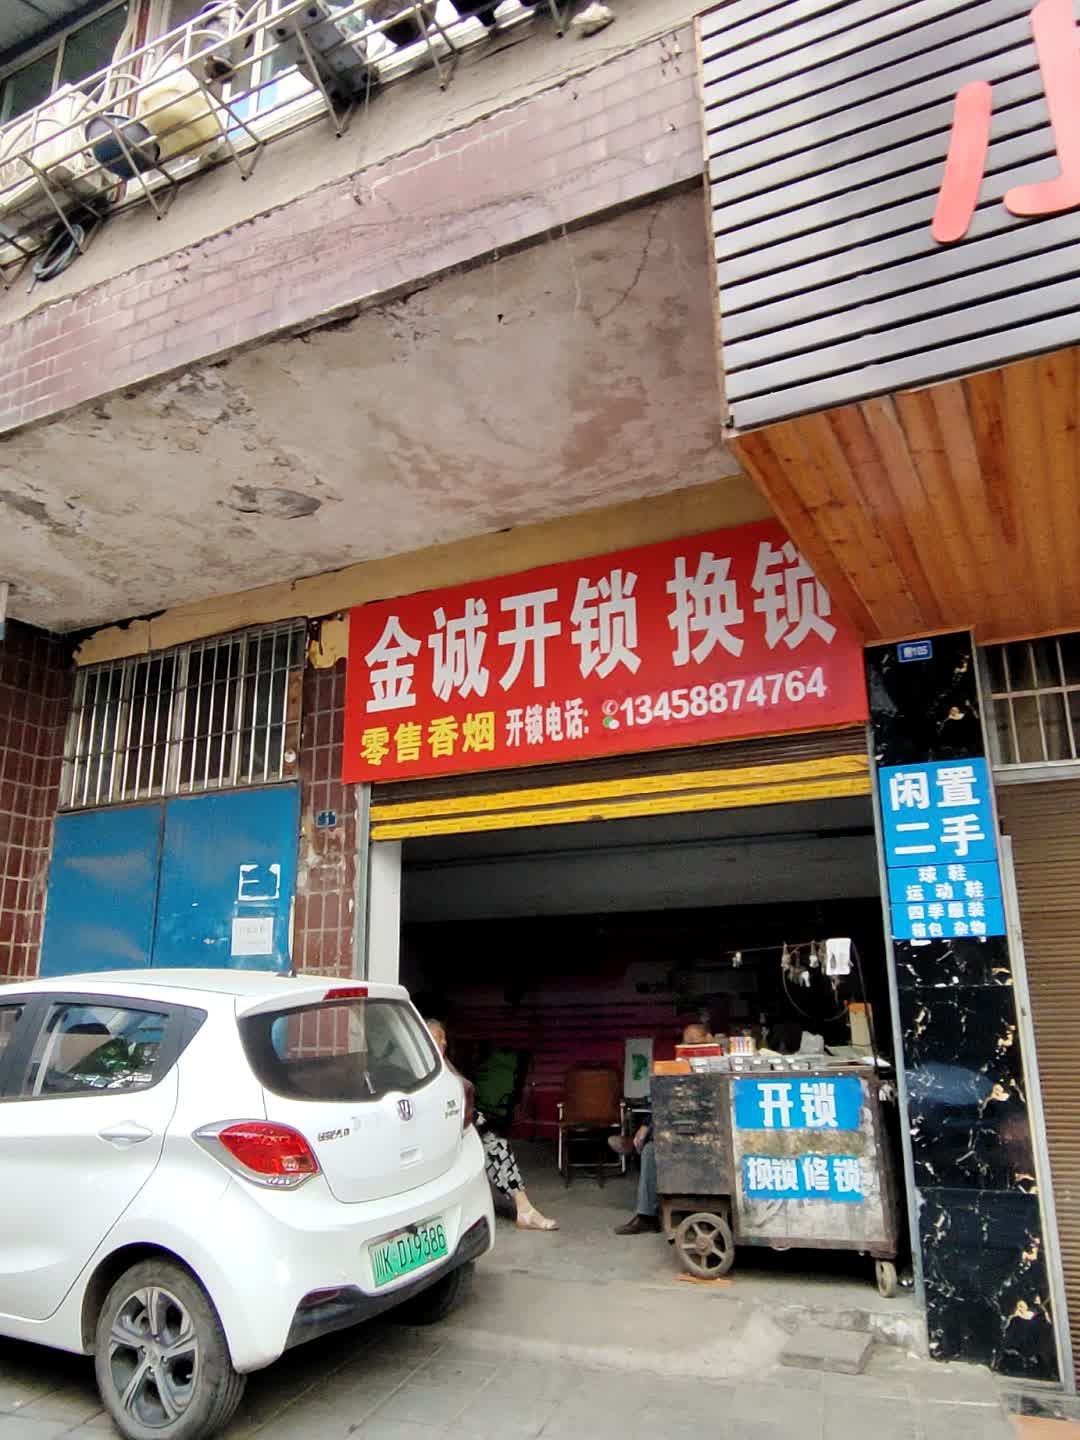 金诚开锁 换锁
零售香烟 开锁电话: 13458874764
闲置
二手
球鞋
运动鞋
四季服装
箱包 杂物
开锁
换锁修锁
川K·D19386